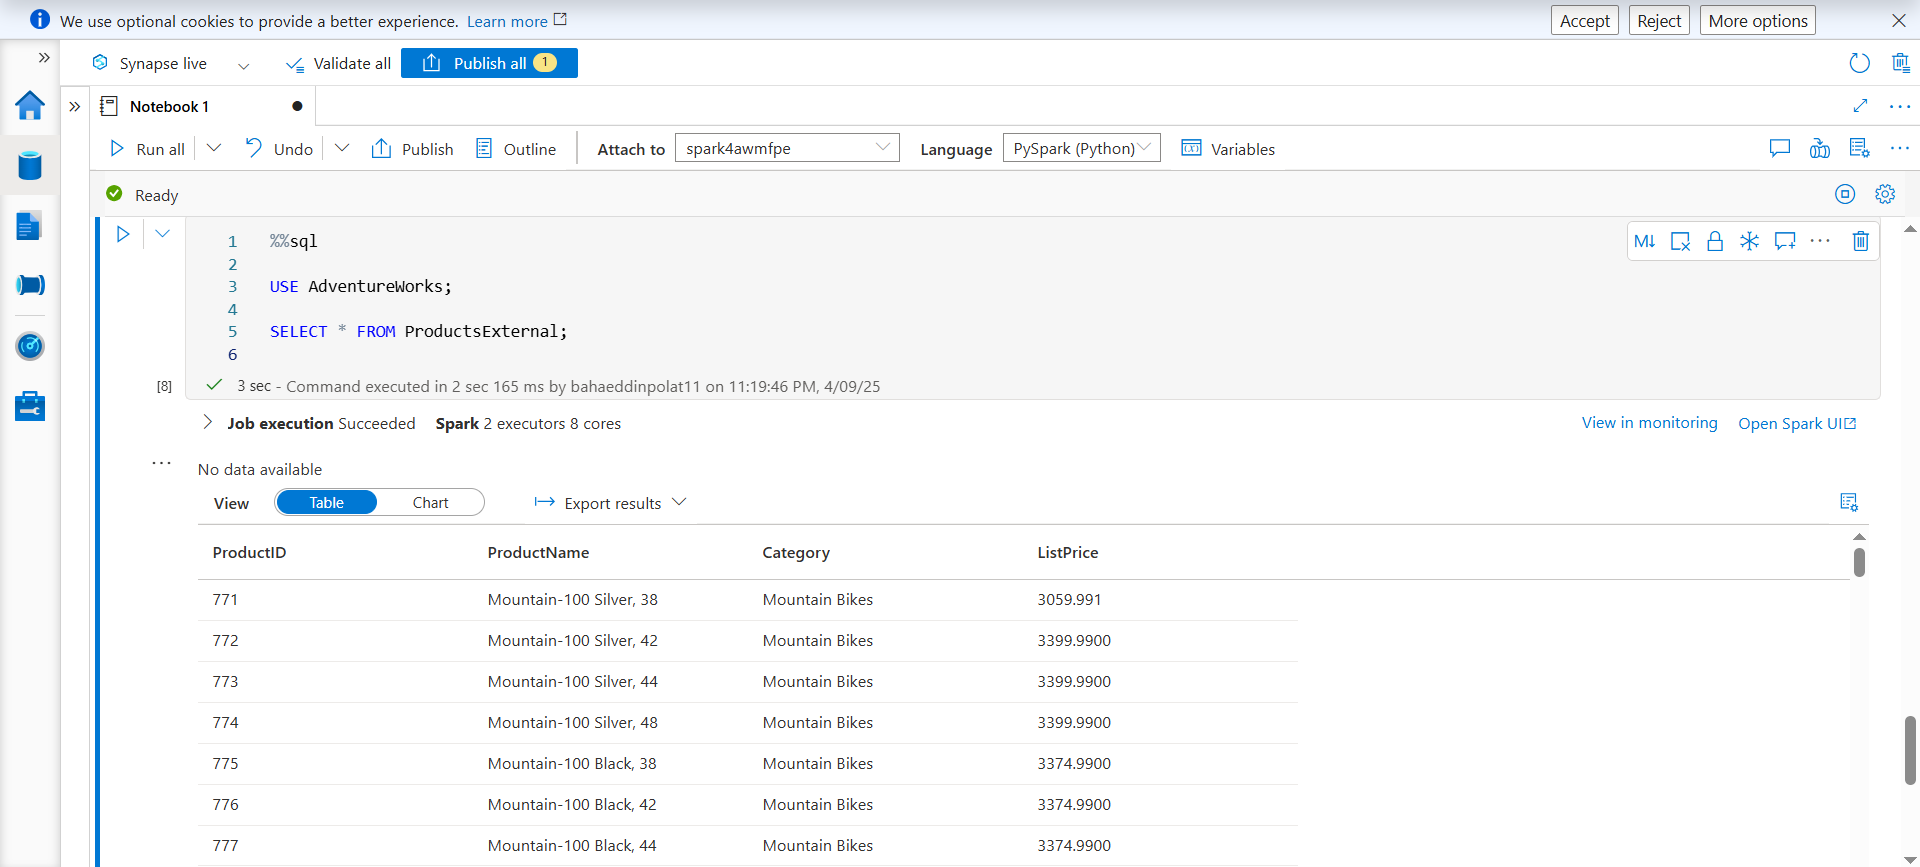 We use optional cookies to provide a better experience. Learn more
Accept
Reject
More options
Synapse live
Validate all
Publish all 1
Notebook 1
Run all
Undo
Publish
Outline
Attach to
spark4awmfpe
Language
PySpark (Python)
Variables
Ready
1 %%sql
2
3 USE AdventureWorks;
4
5 SELECT * FROM ProductsExternal;
6
M↓
[8]
3 sec - Command executed in 2 sec 165 ms by bahaeddinpolat11 on 11:19:46 PM, 4/09/25
Job execution Succeeded Spark 2 executors 8 cores
View in monitoring
Open Spark UI
No data available
View
Table
Chart
Export results
ProductID ProductName Category ListPrice
771 Mountain-100 Silver, 38 Mountain Bikes 3059.991
772 Mountain-100 Silver, 42 Mountain Bikes 3399.9900
773 Mountain-100 Silver, 44 Mountain Bikes 3399.9900
774 Mountain-100 Silver, 48 Mountain Bikes 3399.9900
775 Mountain-100 Black, 38 Mountain Bikes 3374.9900
776 Mountain-100 Black, 42 Mountain Bikes 3374.9900
777 Mountain-100 Black, 44 Mountain Bikes 3374.9900